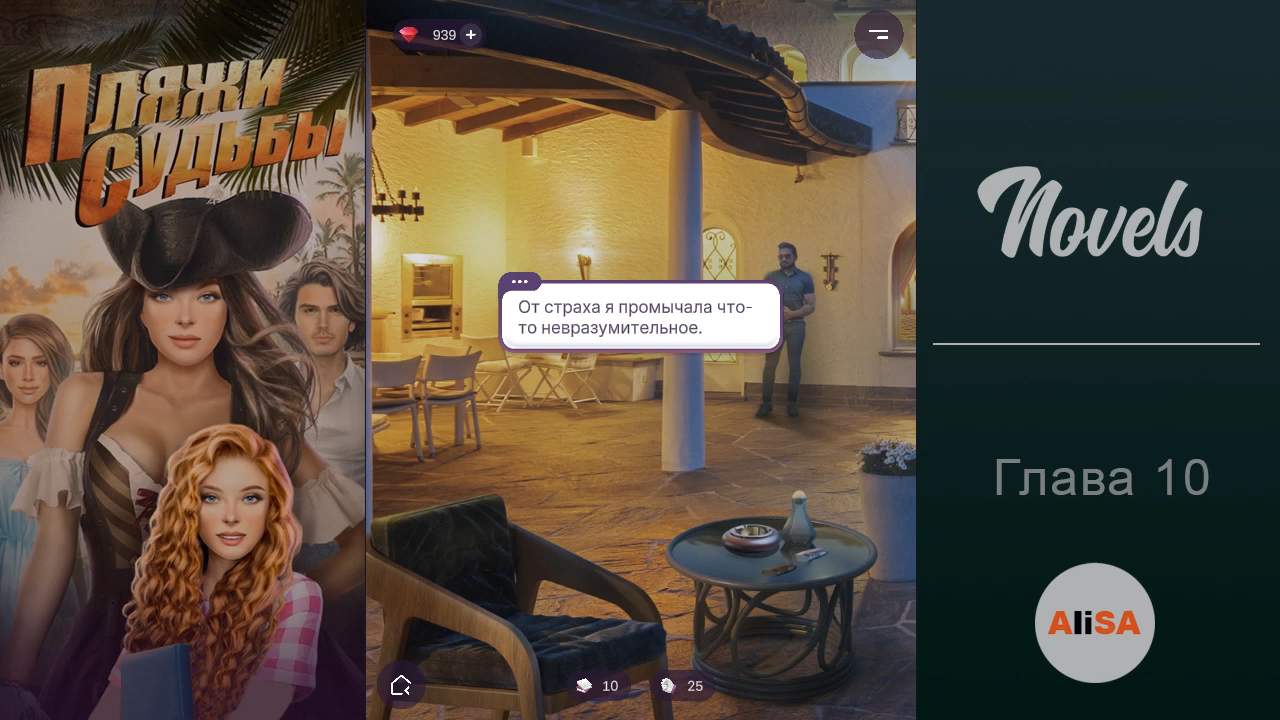 Пляжи
Судьбы
939 +
От страха я промычала что-
то невразумительное.
10
25
Novels
Глава 10
AliSA